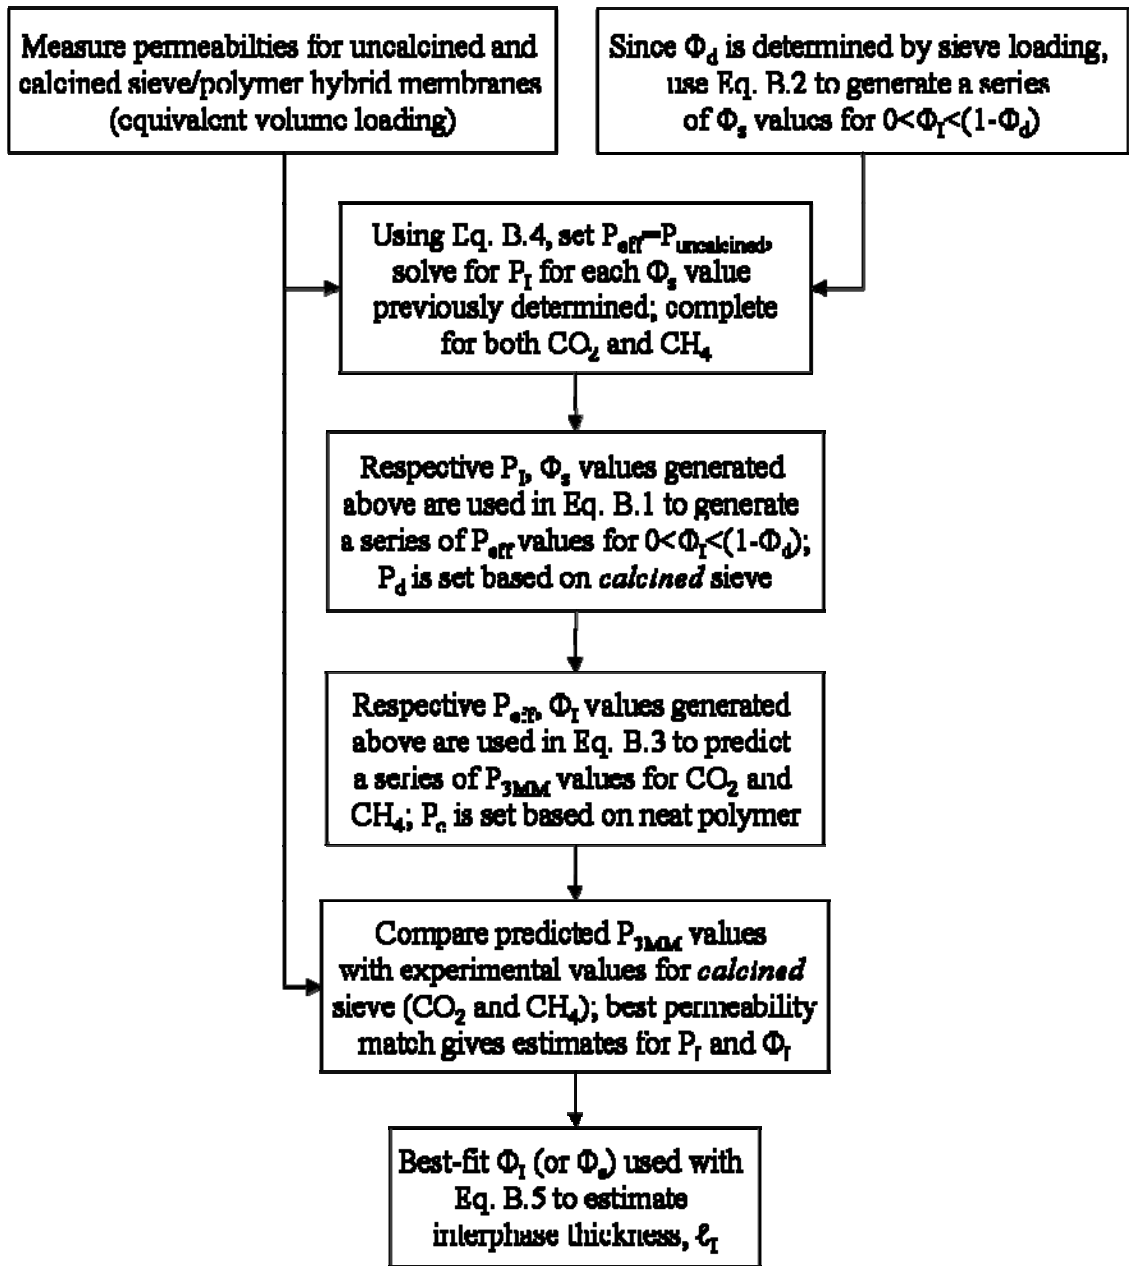 Measure permeabilties for uncalcined and
calcined sieve/polymer hybrid membranes
(equivalent volume loading)
Since Φd is determined by sieve loading,
use Eq. B.2 to generate a series
of Φs values for 0<ΦI<(1-Φd)
Using Eq. B.4, set Peff=Puncalcined,
solve for PI for each Φs value
previously determined; complete
for both CO2 and CH4
Respective PI, Φs values generated
above are used in Eq. B.1 to generate
a series of Peff values for 0<ΦI<(1-Φd);
Pd is set based on calcined sieve
Respective Peff, ΦI values generated
above are used in Eq. B.3 to predict
a series of P3MM values for CO2 and
CH4; Pc is set based on neat polymer
Compare predicted P3MM values
with experimental values for calcined
sieve (CO2 and CH4); best permeability
match gives estimates for PI and ΦI
Best-fit ΦI (or Φs) used with
Eq. B.5 to estimate
interphase thickness, ℓI